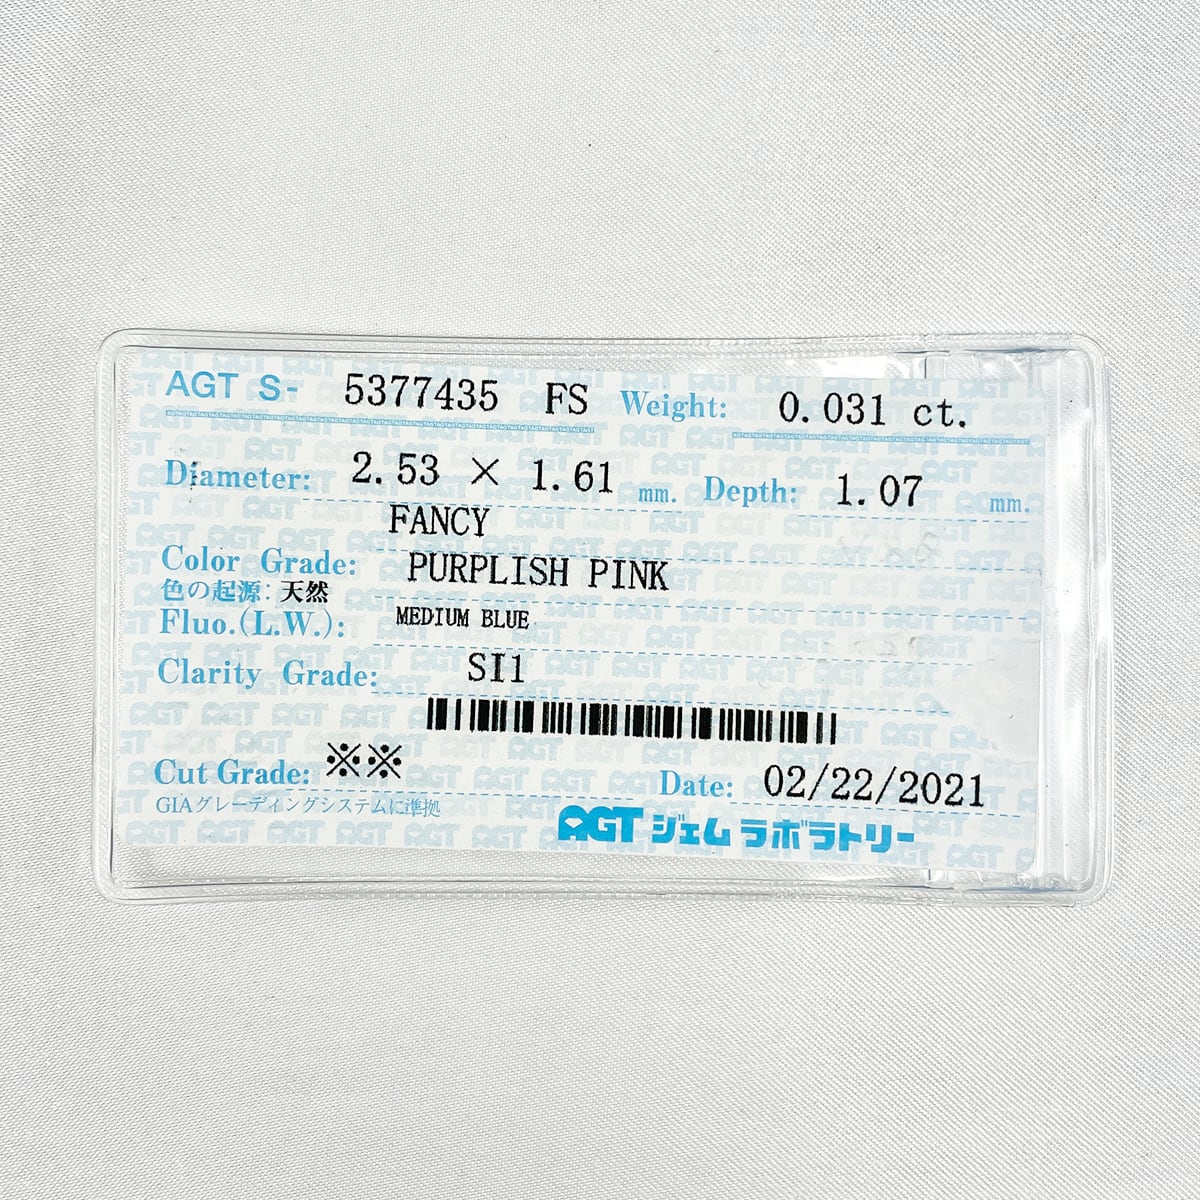 AGT S- 5377435 FS Weight: 0.031 ct.
Diameter: 2.53 × 1.61 mm. Depth: 1.07 mm.
FANCY
Color Grade: PURPLISH PINK
色の起源: 天然
Fluo.(L.W.): MEDIUM BLUE
Clarity Grade: SI1
Cut Grade: ※※ Date: 02/22/2021
GIAグレーディングシステムに準拠
AGT ジェムラボラトリー